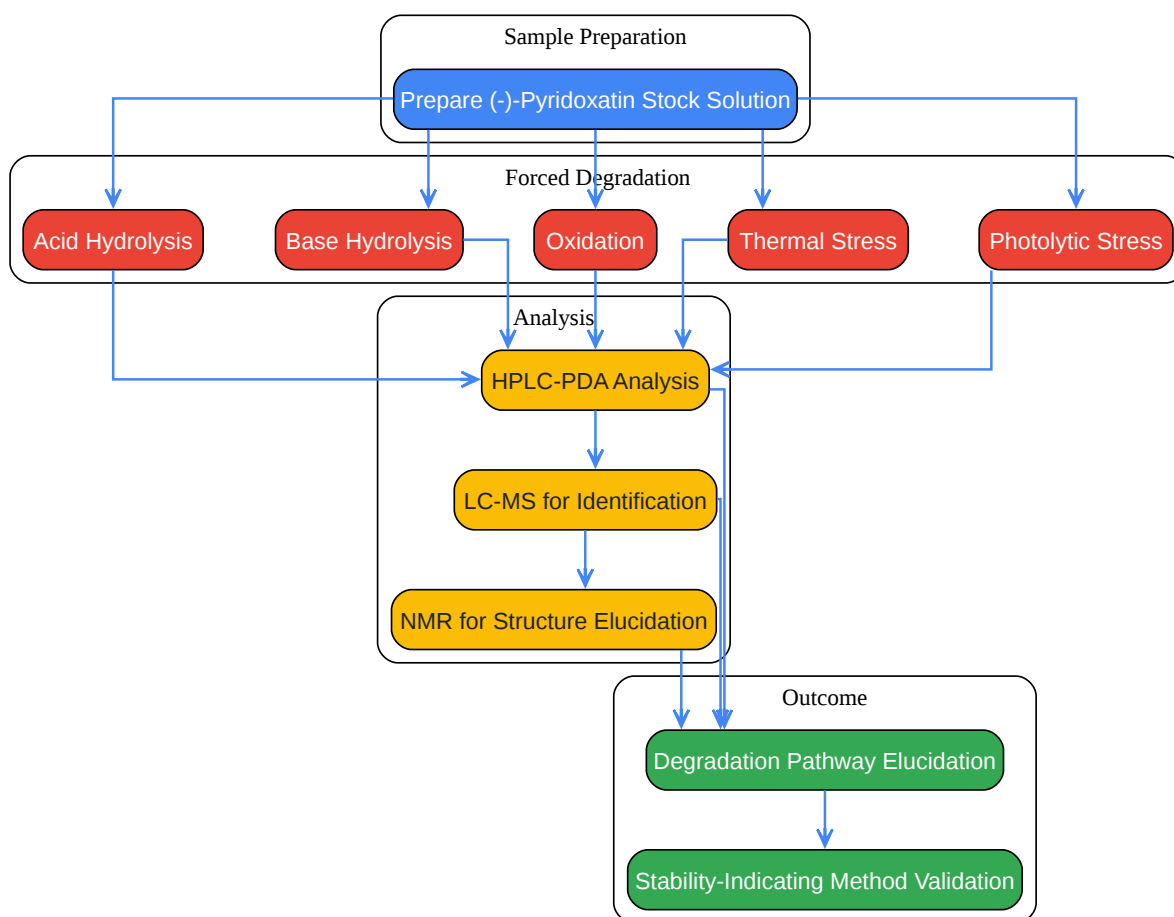 Sample Preparation
Prepare (-)-Pyridoxatin Stock Solution
Forced Degradation
Acid Hydrolysis
Base Hydrolysis
Oxidation
Thermal Stress
Photolytic Stress
Analysis
HPLC-PDA Analysis
LC-MS for Identification
NMR for Structure Elucidation
Outcome
Degradation Pathway Elucidation
Stability-Indicating Method Validation